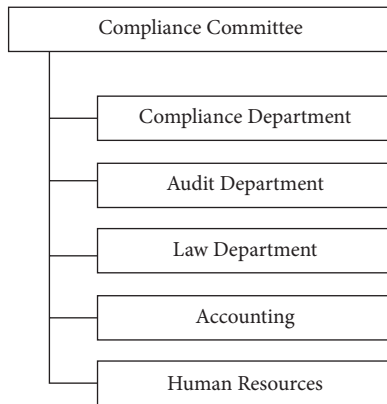 Compliance Committee
Compliance Department
Audit Department
Law Department
Accounting
Human Resources